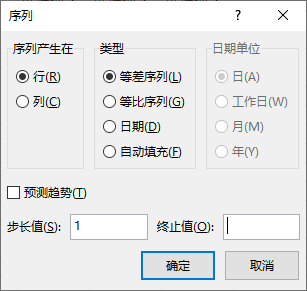 序列
序列产生在
行(R)
列(C)
类型
等差序列(L)
等比序列(G)
日期(D)
自动填充(F)
日期单位
日(A)
工作日(W)
月(M)
年(Y)
预测趋势(T)
步长值(S): 1
终止值(O):
确定
取消